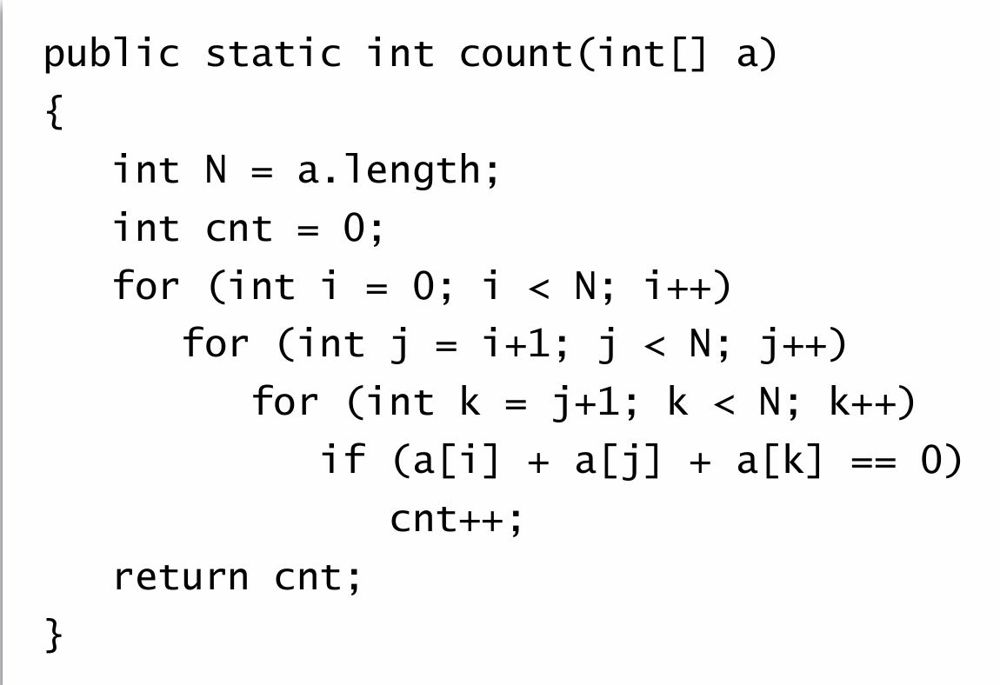 public static int count(int[] a)
{
   int N = a.length;
   int cnt = 0;
   for (int i = 0; i < N; i++)
      for (int j = i+1; j < N; j++)
         for (int k = j+1; k < N; k++)
            if (a[i] + a[j] + a[k] == 0)
               cnt++;
   return cnt;
}